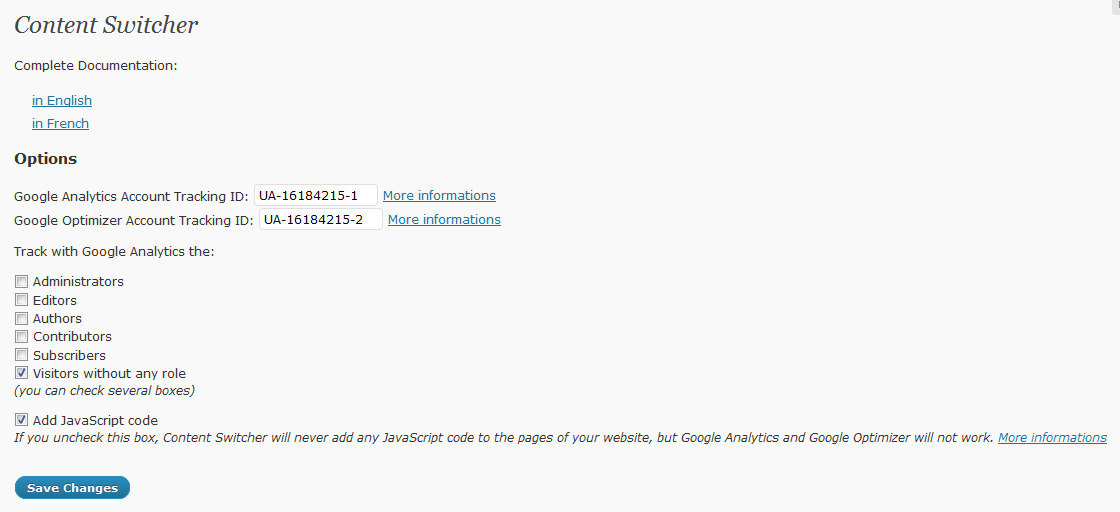 Content Switcher
Complete Documentation:
in English
in French
Options
Google Analytics Account Tracking ID: UA-16184215-1 More informations
Google Optimizer Account Tracking ID: UA-16184215-2 More informations
Track with Google Analytics the:
Administrators
Editors
Authors
Contributors
Subscribers
Visitors without any role
(you can check several boxes)
Add JavaScript code
If you uncheck this box, Content Switcher will never add any JavaScript code to the pages of your website, but Google Analytics and Google Optimizer will not work. More informations
Save Changes